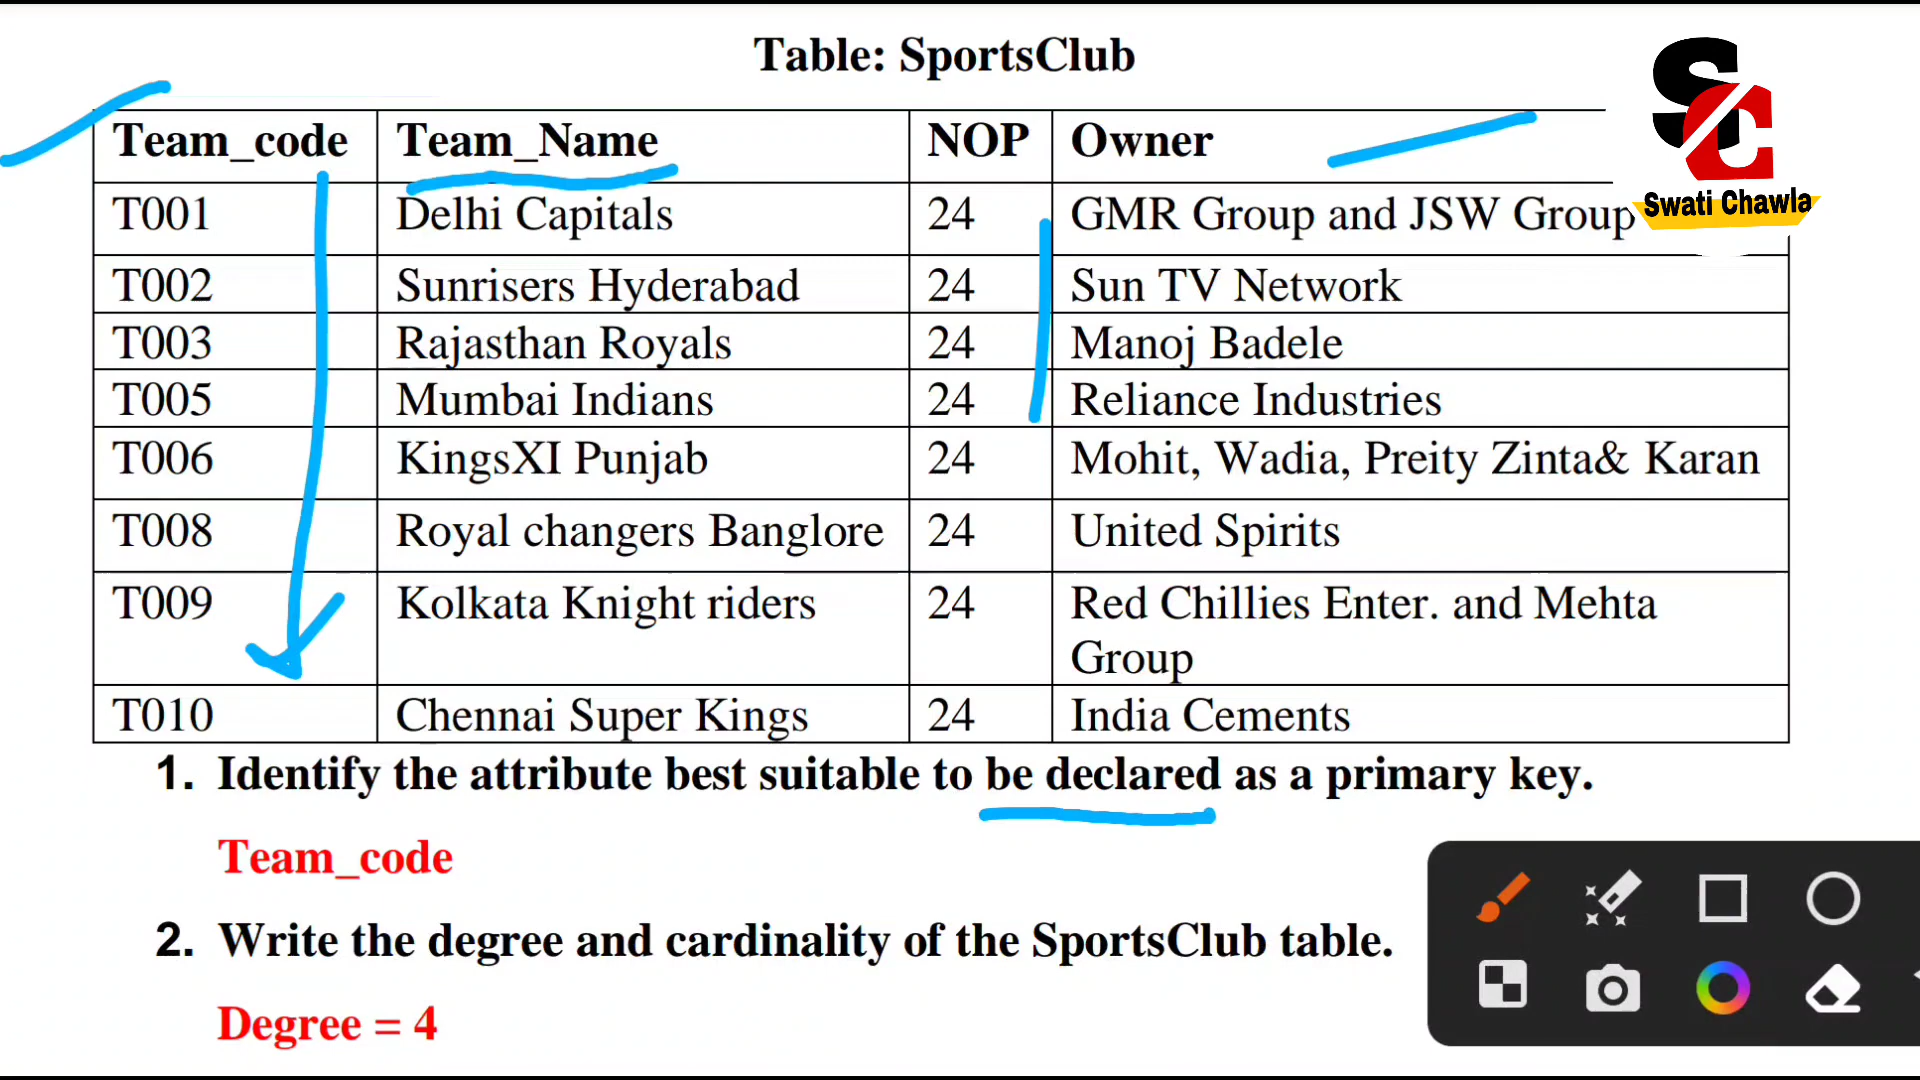 Table: SportsClub
SC
Swati Chawla
Team_code Team_Name NOP Owner
T001 Delhi Capitals 24 GMR Group and JSW Group
T002 Sunrisers Hyderabad 24 Sun TV Network
T003 Rajasthan Royals 24 Manoj Badele
T005 Mumbai Indians 24 Reliance Industries
T006 KingsXI Punjab 24 Mohit, Wadia, Preity Zinta& Karan
T008 Royal changers Banglore 24 United Spirits
T009 Kolkata Knight riders 24 Red Chillies Enter. and Mehta
Group
T010 Chennai Super Kings 24 India Cements
1. Identify the attribute best suitable to be declared as a primary key.
Team_code
2. Write the degree and cardinality of the SportsClub table.
Degree = 4